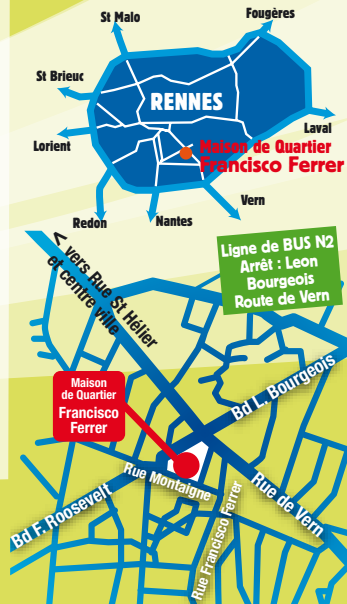 St Malo
Fougères
St Brieuc
RENNES
Lorient
Laval
Maison de Quartier
Francisco Ferrer
Vern
Redon
Nantes
Ligne de BUS N2
Arrêt : Leon
Bourgeois
Route de Vern
< vers Rue St Hélier
et centre ville
Maison
de Quartier
Francisco
Ferrer
Bd L. Bourgeois
Rue Montaigne
Bd F. Roosevelt
Rue de Vern
Rue Francisco Ferrer